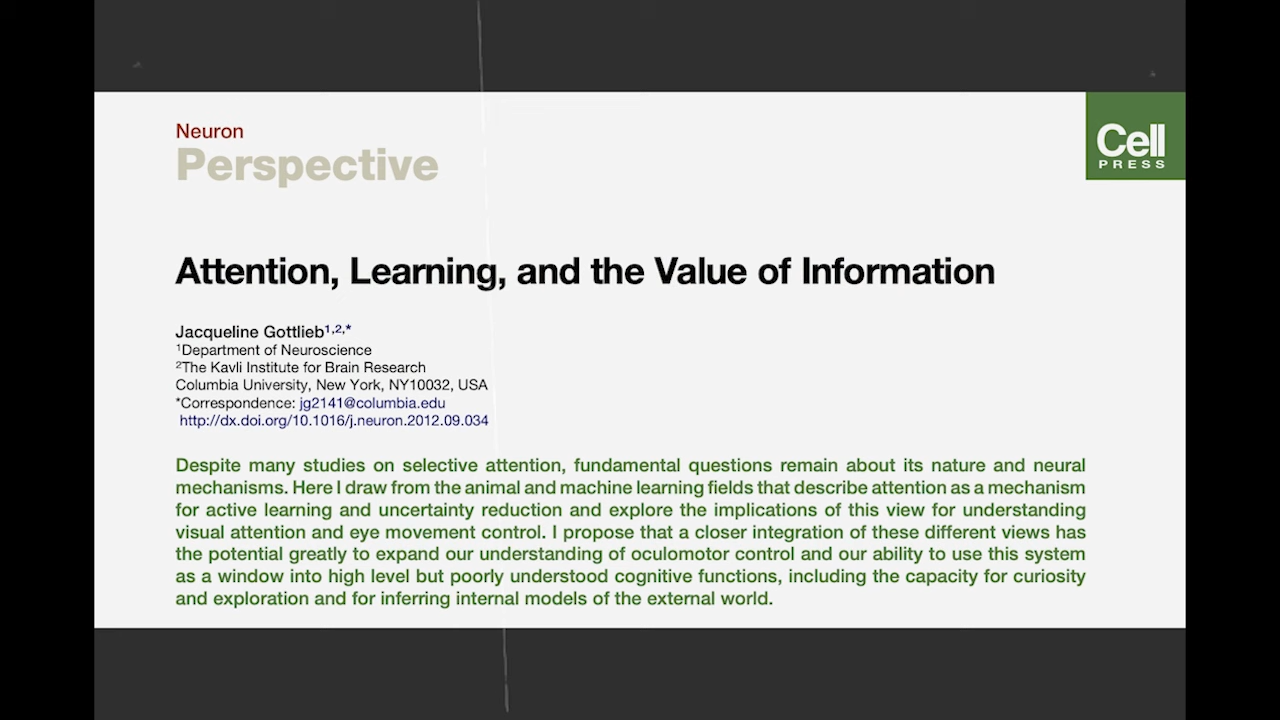 Neuron
Perspective
Cell
PRESS
Attention, Learning, and the Value of Information
Jacqueline Gottlieb1,2,*
1Department of Neuroscience
2The Kavli Institute for Brain Research
Columbia University, New York, NY10032, USA
*Correspondence: jg2141@columbia.edu
http://dx.doi.org/10.1016/j.neuron.2012.09.034
Despite many studies on selective attention, fundamental questions remain about its nature and neural
mechanisms. Here I draw from the animal and machine learning fields that describe attention as a mechanism
for active learning and uncertainty reduction and explore the implications of this view for understanding
visual attention and eye movement control. I propose that a closer integration of these different views has
the potential greatly to expand our understanding of oculomotor control and our ability to use this system
as a window into high level but poorly understood cognitive functions, including the capacity for curiosity
and exploration and for inferring internal models of the external world.